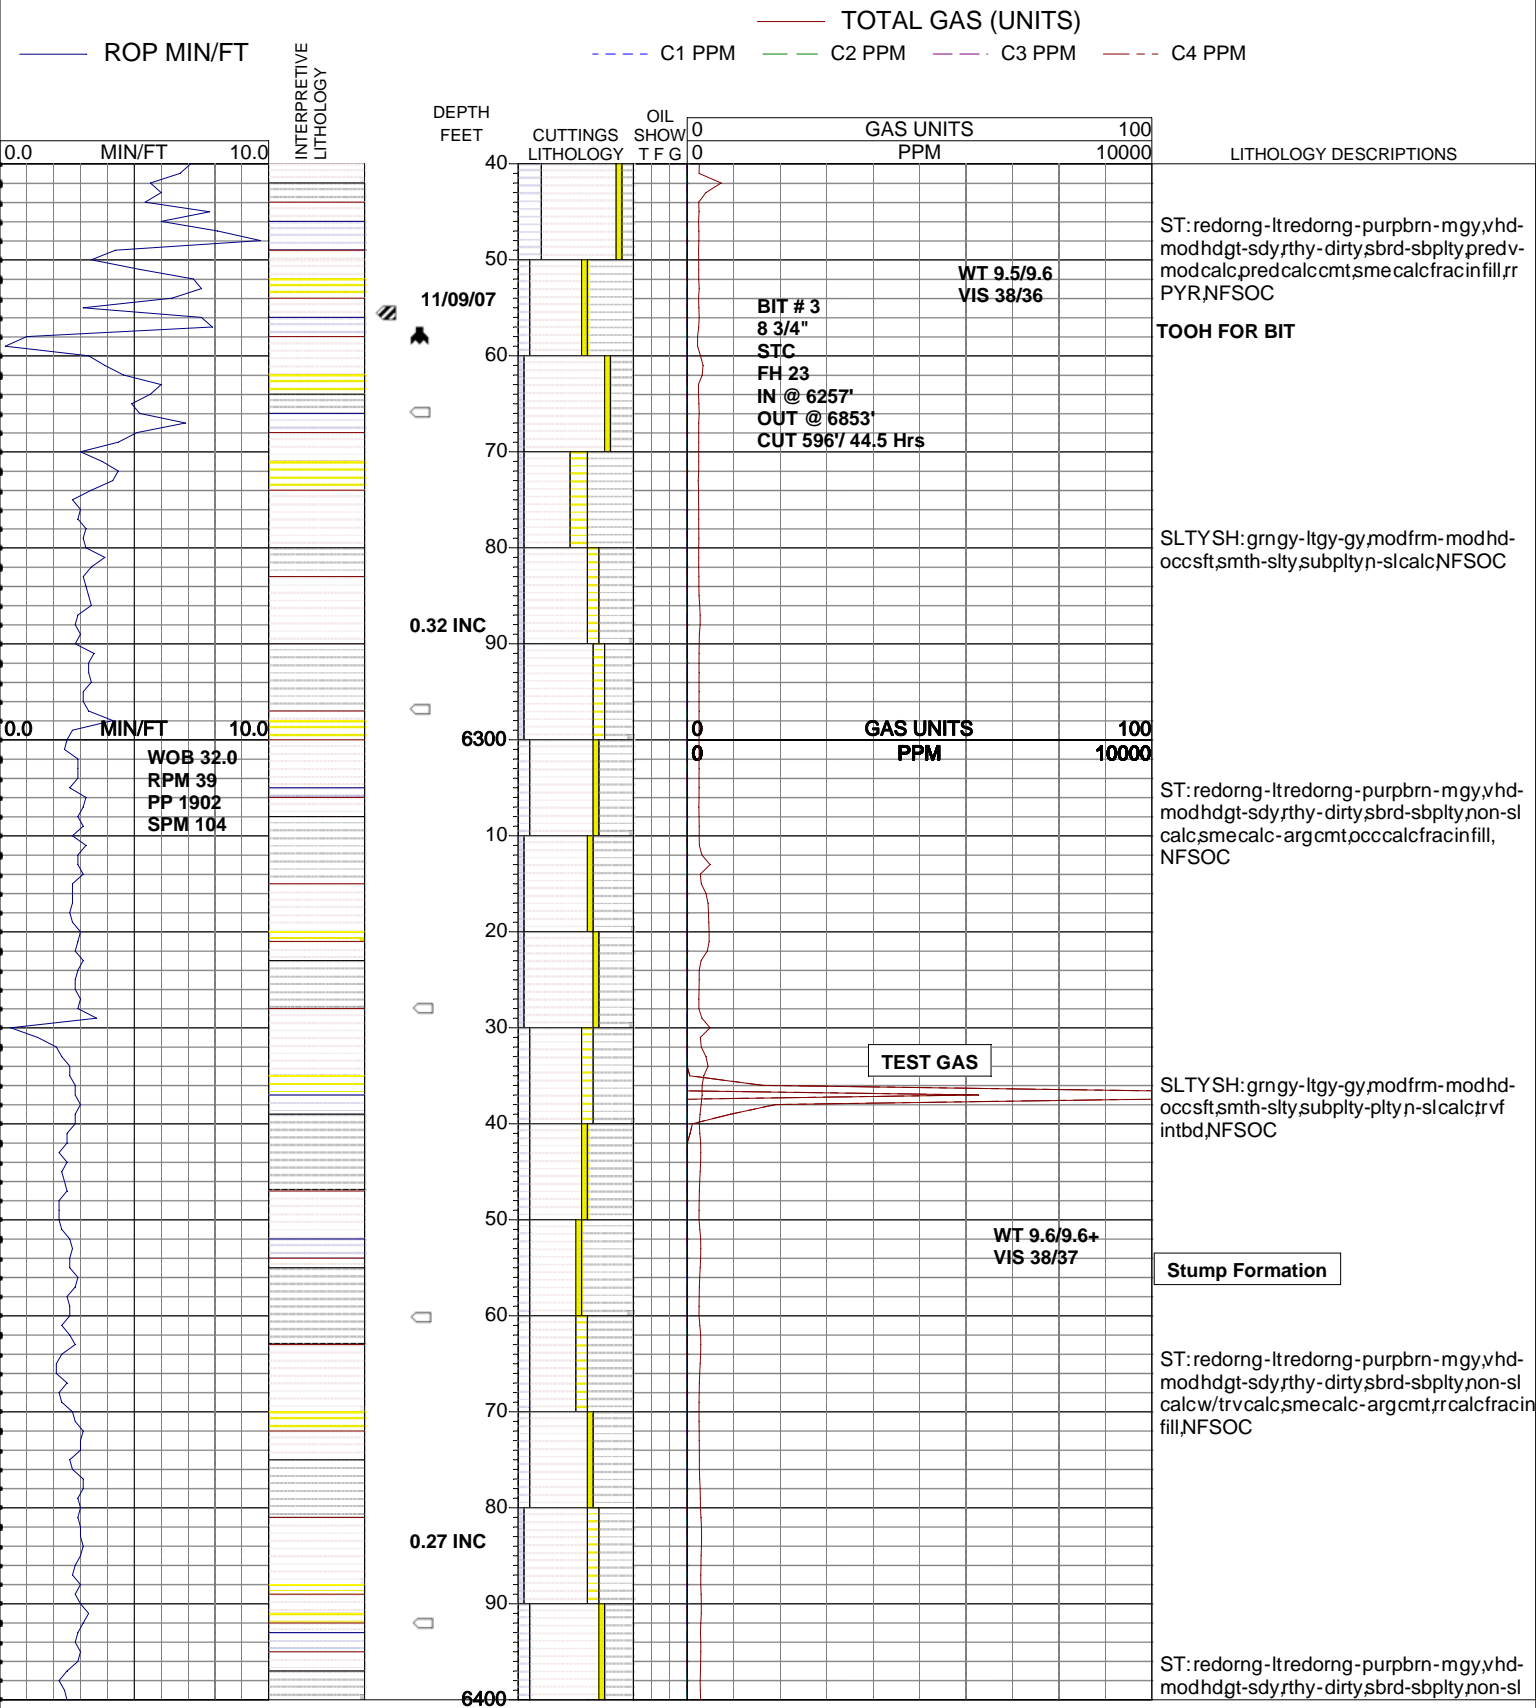 TOTAL GAS (UNITS)
ROP MIN/FT
C1 PPM
C2 PPM
C3 PPM
C4 PPM
INTERPRETIVE
LITHOLOGY
DEPTH
FEET
CUTTINGS
LITHOLOGY
OIL
SHOW
T F G
0 GAS UNITS 100
0.0 MIN/FT 10.0
0 PPM 10000
LITHOLOGY DESCRIPTIONS
40
ST:redorng-ltredorng-purpbrn-mgy,vhd-
modhd,gt-sdy,rthy-dirty,sbrd-sbplty,predv-
modcalc,predcalccmt,smecalcfracinfill,rr
PYR,NFSOC
50
WT 9.5/9.6
VIS 38/36
11/09/07
BIT # 3
8 3/4"
STC
FH 23
IN @ 6257'
OUT @ 6853'
CUT 596'/ 44.5 Hrs
TOOH FOR BIT
60
70
80
SLTYSH:grngy-ltgy-gy,modfrm-modhd-
occsft,smth-slty,subplty,n-slcalc,NFSOC
0.32 INC
90
0.0 MIN/FT 10.0
6300
0 GAS UNITS 100
0 PPM 10000
WOB 32.0
RPM 39
PP 1902
SPM 104
ST:redorng-ltredorng-purpbrn-mgy,vhd-
modhd,gt-sdy,rthy-dirty,sbrd-sbplty,non-sl
calc,smecalc-argcmt,occcalcfracinfill,
NFSOC
10
20
30
TEST GAS
SLTYSH:grngy-ltgy-gy,modfrm-modhd-
occsft,smth-slty,subplty-plty,n-slcalc,trvf
intbd,NFSOC
40
50
WT 9.6/9.6+
VIS 38/37
Stump Formation
60
ST:redorng-ltredorng-purpbrn-mgy,vhd-
modhd,gt-sdy,rthy-dirty,sbrd-sbplty,non-sl
calcw/trvcalc,smecalc-argcmt,rrcalcfracin
fill,NFSOC
70
80
0.27 INC
90
ST:redorng-ltredorng-purpbrn-mgy,vhd-
modhd,gt-sdy,rthy-dirty,sbrd-sbplty,non-sl
6400